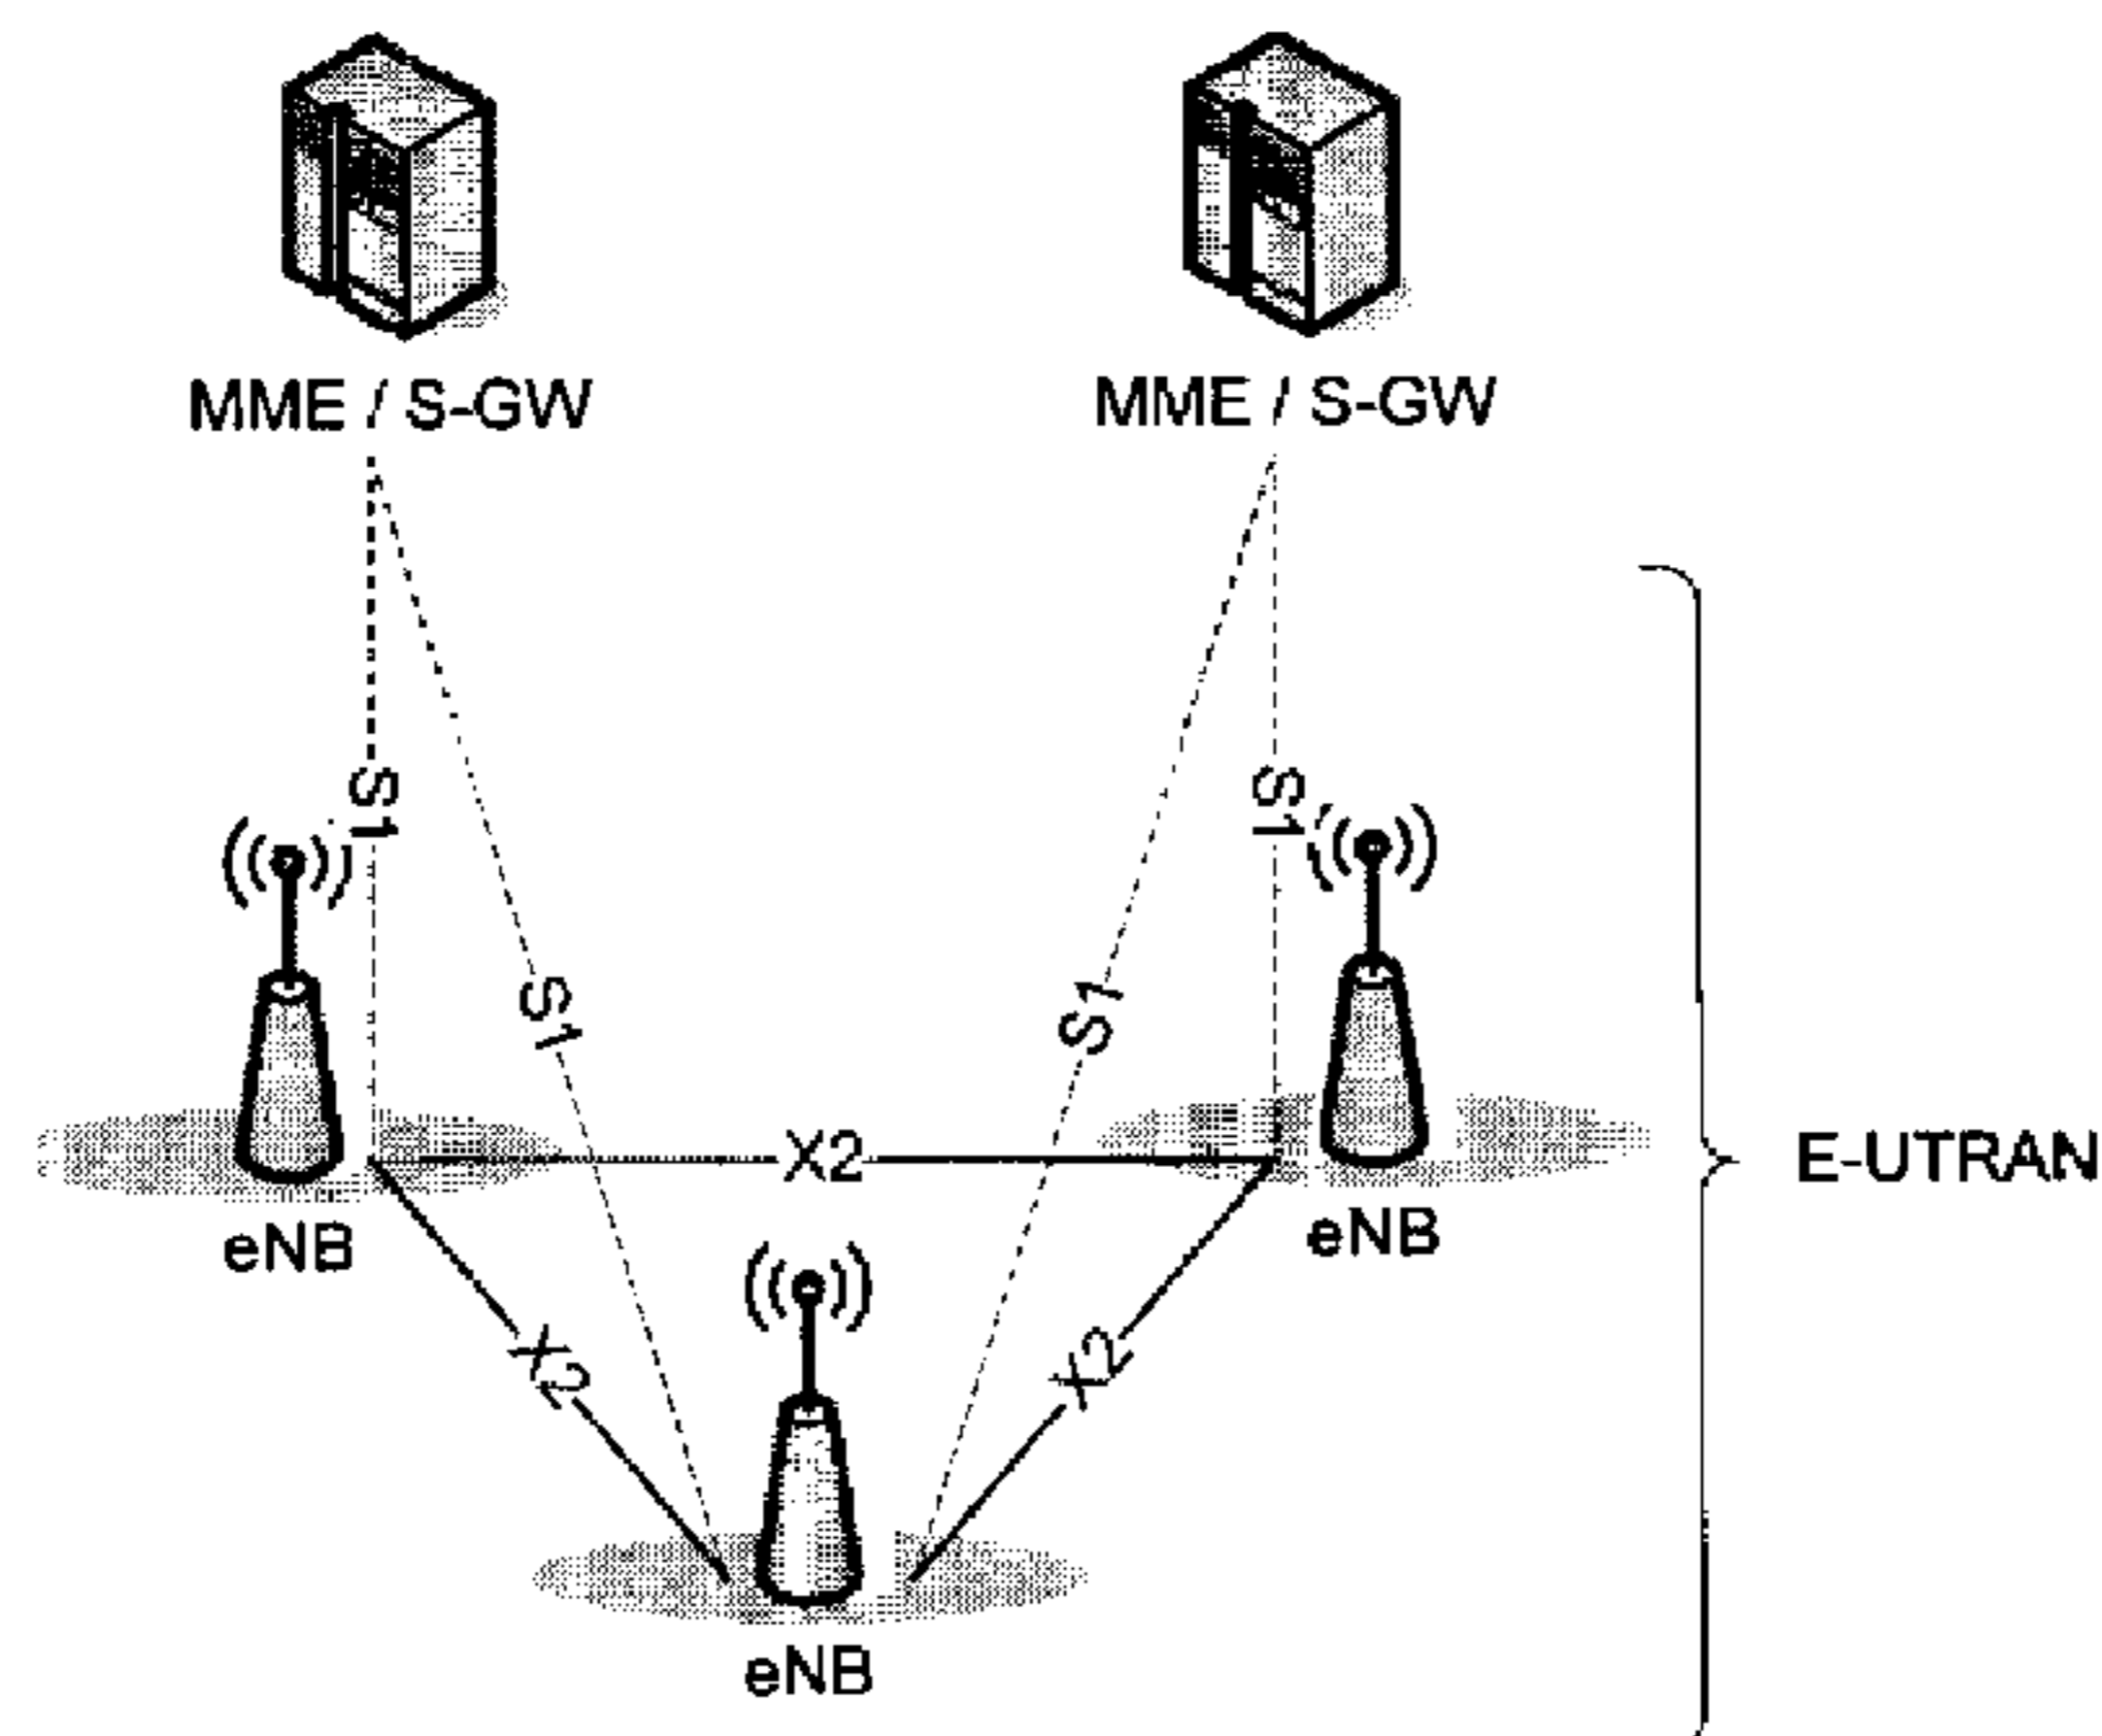 MME / S-GW
MME / S-GW
S1
S1
S1
S1
X2
E-UTRAN
eNB
eNB
X2
X2
eNB